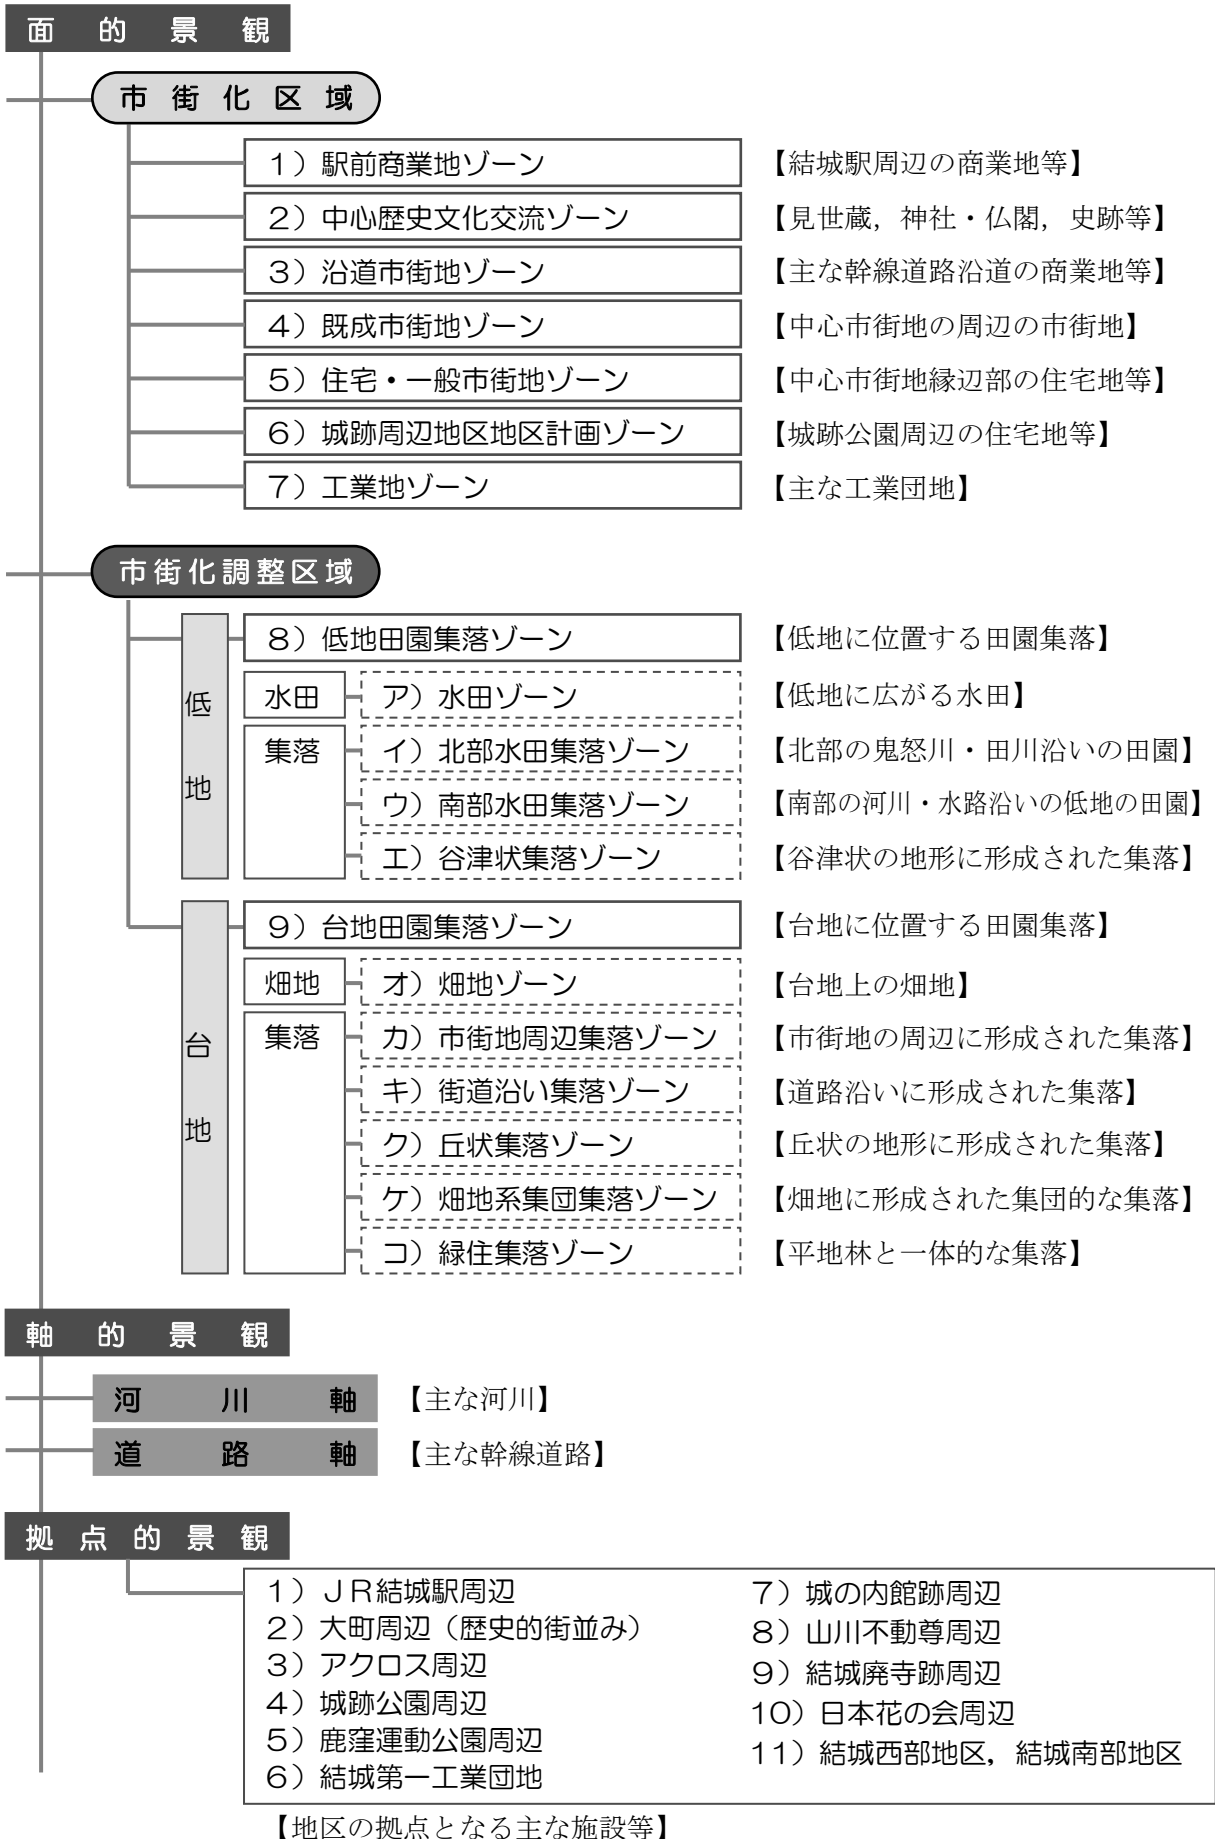 面的景観
市街化区域
１）駅前商業地ゾーン 【結城駅周辺の商業地等】
２）中心歴史文化交流ゾーン 【見世蔵，神社・仏閣，史跡等】
３）沿道市街地ゾーン 【主な幹線道路沿道の商業地等】
４）既成市街地ゾーン 【中心市街地の周辺の市街地】
５）住宅・一般市街地ゾーン 【中心市街地縁辺部の住宅地等】
６）城跡周辺地区地区計画ゾーン 【城跡公園周辺の住宅地等】
７）工業地ゾーン 【主な工業団地】
市街化調整区域
低地
８）低地田園集落ゾーン 【低地に位置する田園集落】
水田 ア）水田ゾーン 【低地に広がる水田】
集落 イ）北部水田集落ゾーン 【北部の鬼怒川・田川沿いの田園】
ウ）南部水田集落ゾーン 【南部の河川・水路沿いの低地の田園】
エ）谷津状集落ゾーン 【谷津状の地形に形成された集落】
台地
９）台地田園集落ゾーン 【台地に位置する田園集落】
畑地 オ）畑地ゾーン 【台地上の畑地】
集落 カ）市街地周辺集落ゾーン 【市街地の周辺に形成された集落】
キ）街道沿い集落ゾーン 【道路沿いに形成された集落】
ク）丘状集落ゾーン 【丘状の地形に形成された集落】
ケ）畑地系集団集落ゾーン 【畑地に形成された集団的な集落】
コ）緑住集落ゾーン 【平地林と一体的な集落】
軸的景観
河川軸 【主な河川】
道路軸 【主な幹線道路】
拠点的景観
１）ＪＲ結城駅周辺
２）大町周辺（歴史的街並み）
３）アクロス周辺
４）城跡公園周辺
５）鹿窪運動公園周辺
６）結城第一工業団地
７）城の内館跡周辺
８）山川不動尊周辺
９）結城廃寺跡周辺
10）日本花の会周辺
11）結城西部地区，結城南部地区
【地区の拠点となる主な施設等】